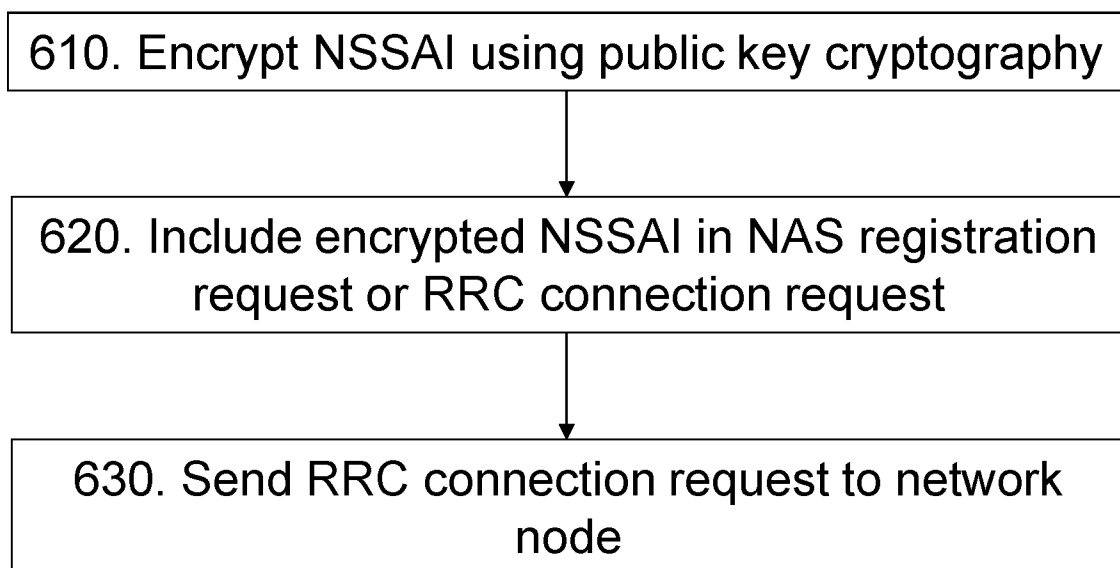 610. Encrypt NSSAI using public key cryptography
620. Include encrypted NSSAI in NAS registration
request or RRC connection request
630. Send RRC connection request to network
node